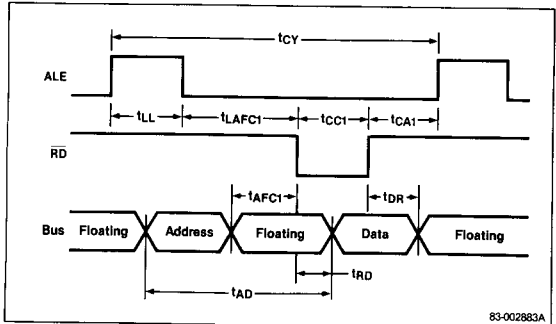 tCY
ALE
tLL tLAFC1 tCC1 tCA1
RD
tAFC1 tDR
Bus Floating Address Floating Data Floating
tRD
tAD
83-002883A